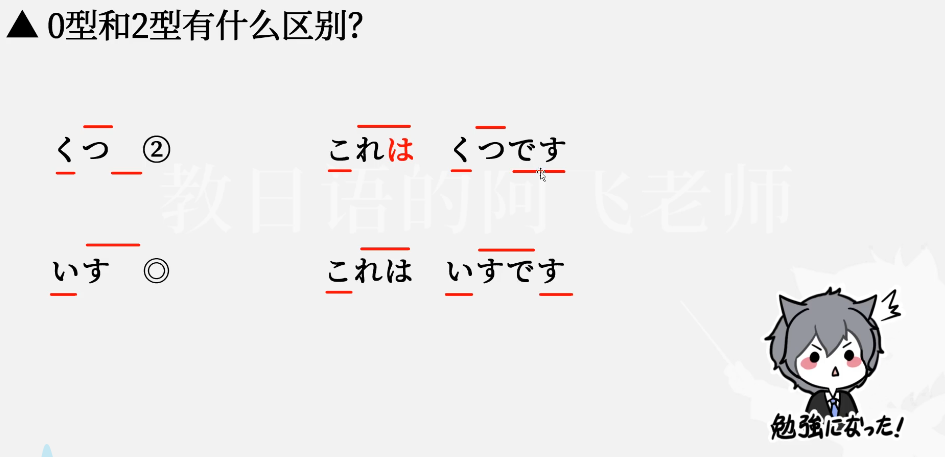 ▲ 0型和2型有什么区别?
くつ ② これは くつです
教日语的阿飞老师
いす ◎ これは いすです
勉強になった!